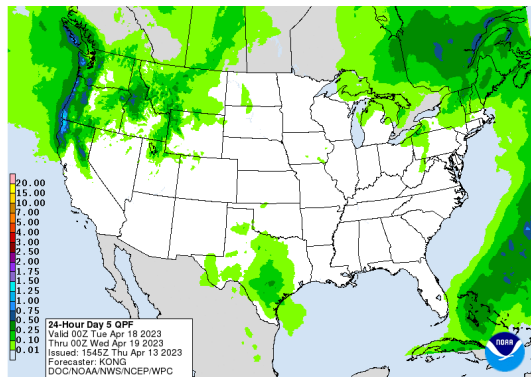 20.00
15.00
10.00
7.00
5.00
4.00
3.00
2.50
2.00
1.75
1.50
1.25
1.00
0.75
0.50
0.25
0.10
0.01
24-Hour Day 5 QPF
Valid 00Z Tue Apr 18 2023
Thru 00Z Wed Apr 19 2023
Issued: 1545Z Thu Apr 13 2023
Forecaster: KONG
DOC/NOAA/NWS/NCEP/WPC
NOAA